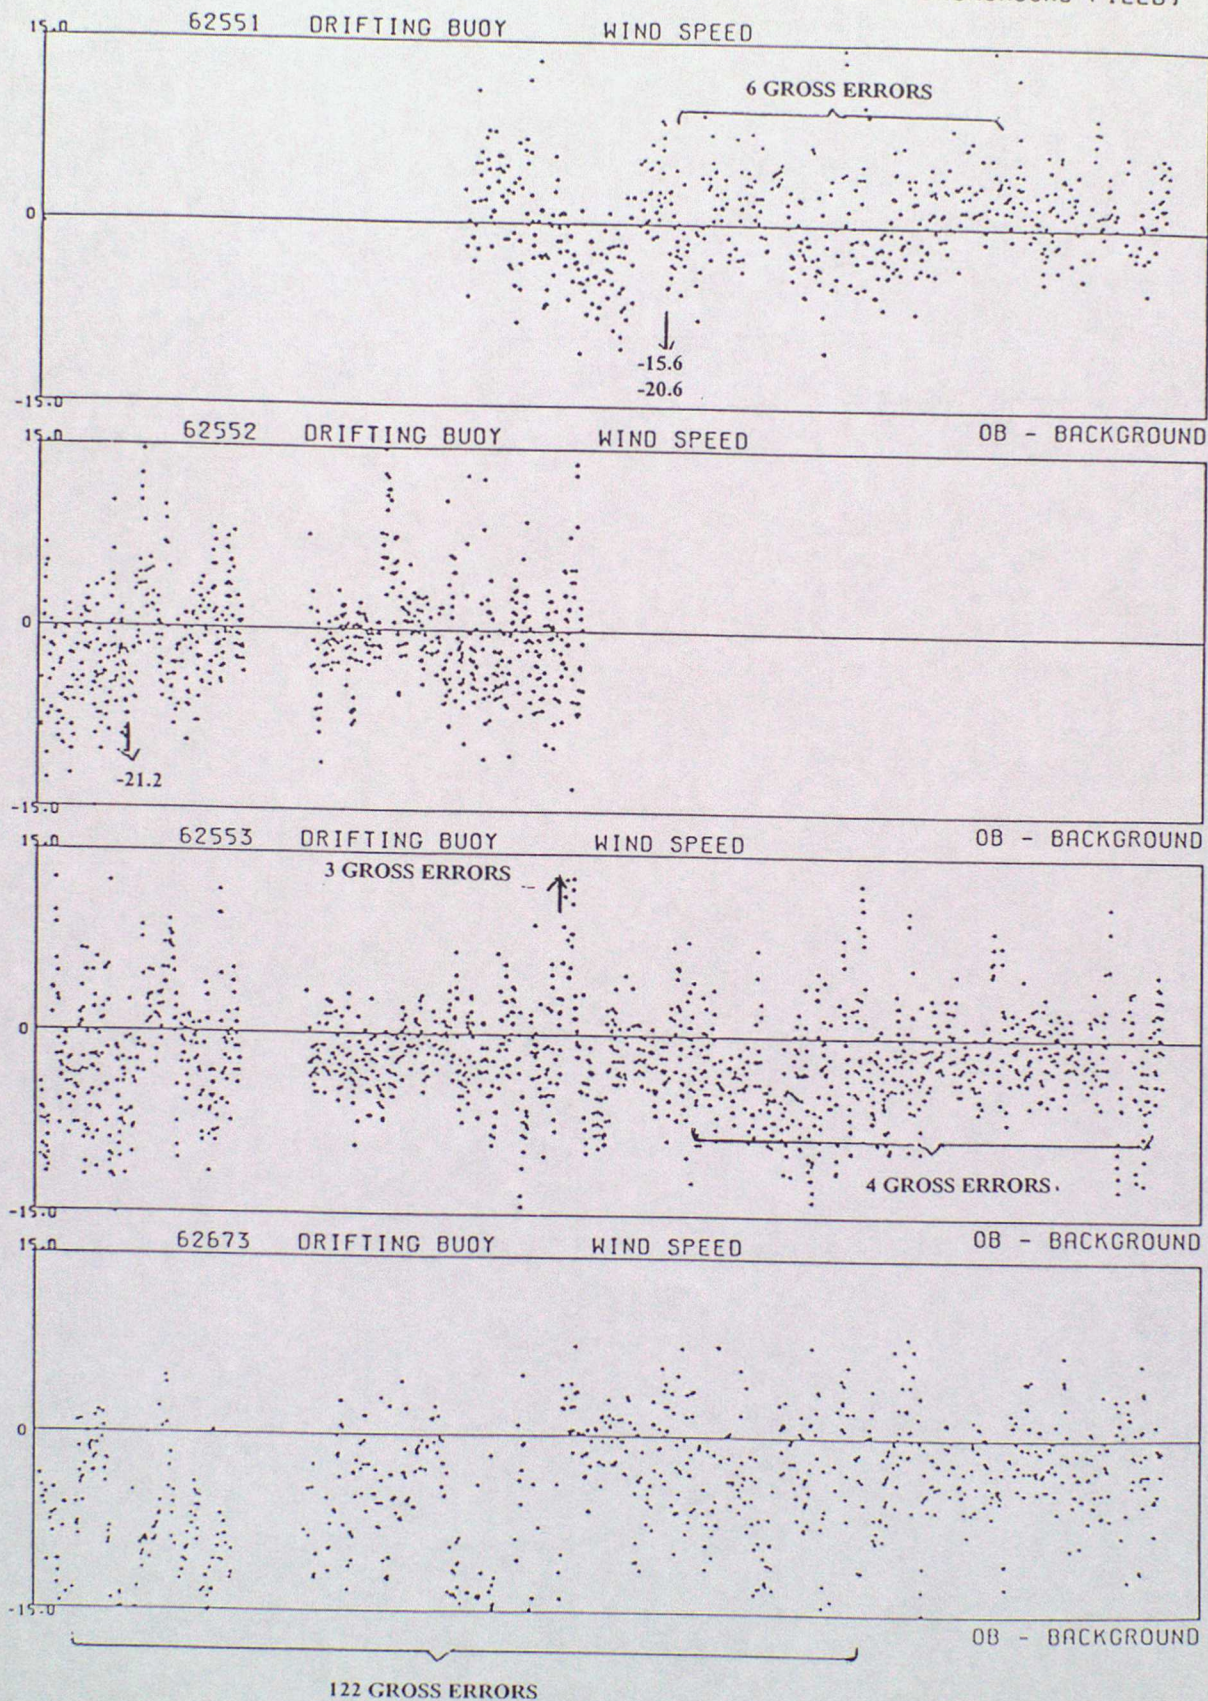 15.0 62551 DRIFTING BUOY WIND SPEED
6 GROSS ERRORS
0
-15.6
-20.6
-15.0
15.0 62552 DRIFTING BUOY WIND SPEED OB - BACKGROUND
0
-21.2
-15.0
15.0 62553 DRIFTING BUOY WIND SPEED OB - BACKGROUND
3 GROSS ERRORS
0
4 GROSS ERRORS.
-15.0
15.0 62673 DRIFTING BUOY WIND SPEED OB - BACKGROUND
0
-15.0
OB - BACKGROUND
122 GROSS ERRORS